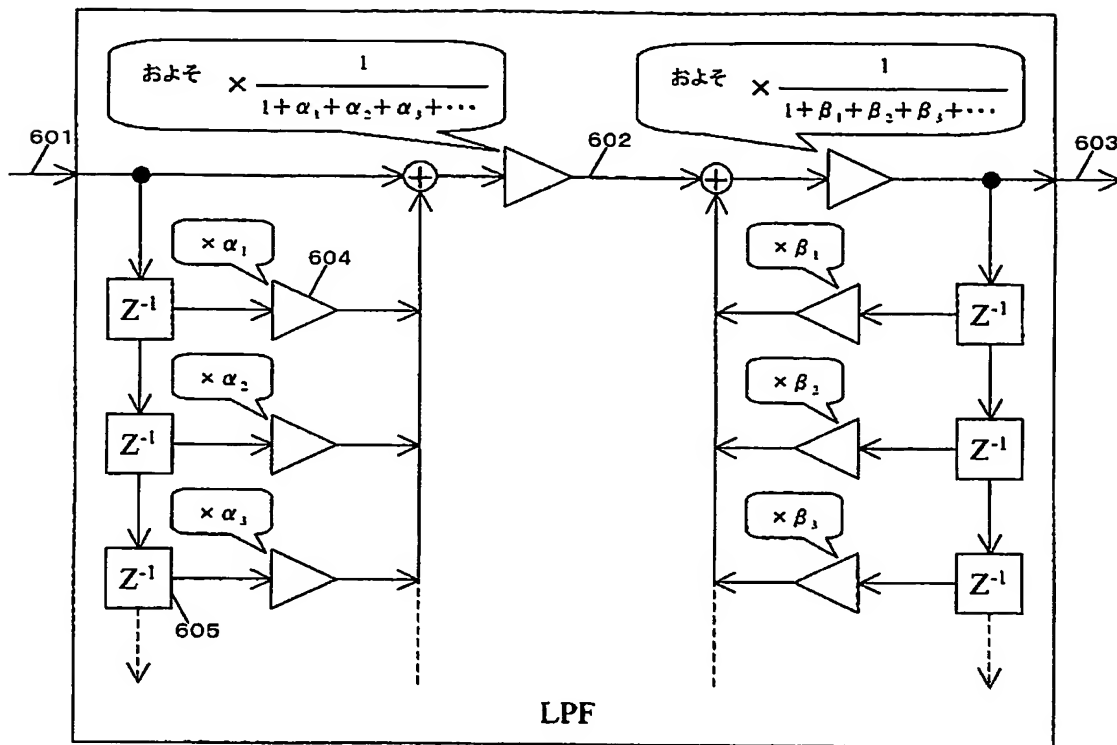 およそ × 1 / 1+α₁+α₂+α₃+⋯
およそ × 1 / 1+β₁+β₂+β₃+⋯
601
602
603
× α₁
604
× β₁
Z⁻¹
Z⁻¹
× α₂
× β₂
Z⁻¹
Z⁻¹
× α₃
× β₃
Z⁻¹
Z⁻¹
605
LPF